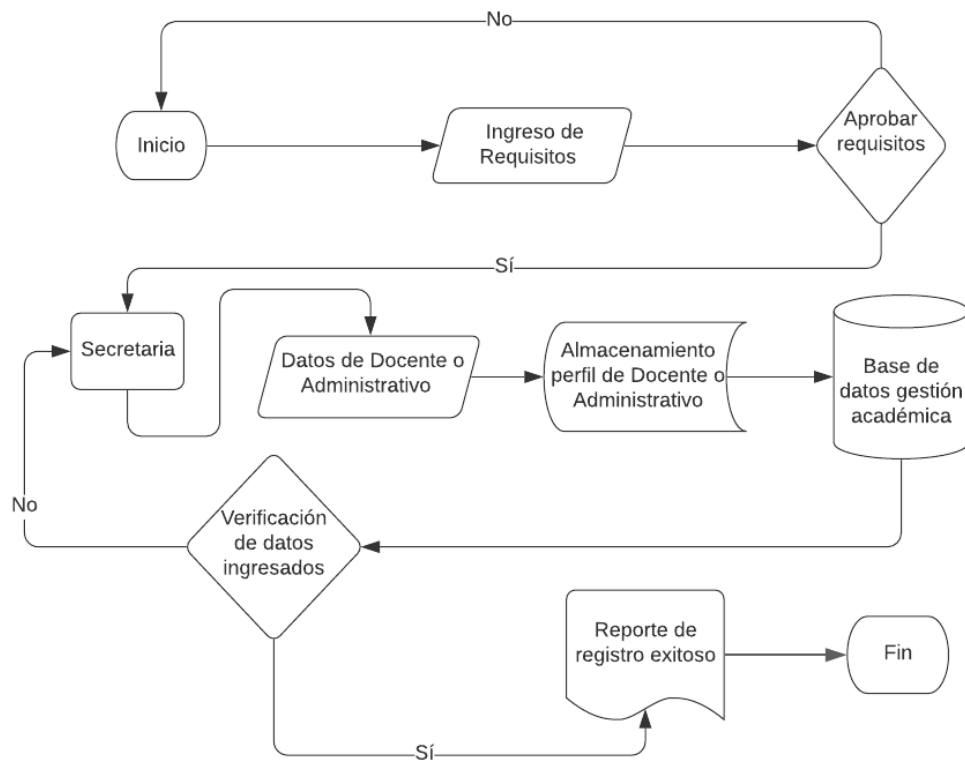 No
Inicio
Ingreso de
Requisitos
Aprobar
requisitos
Sí
Secretaria
Datos de Docente o
Administrativo
Almacenamiento
perfil de Docente o
Administrativo
Base de
datos gestión
académica
No
Verificación
de datos
ingresados
Reporte de
registro exitoso
Fin
Sí